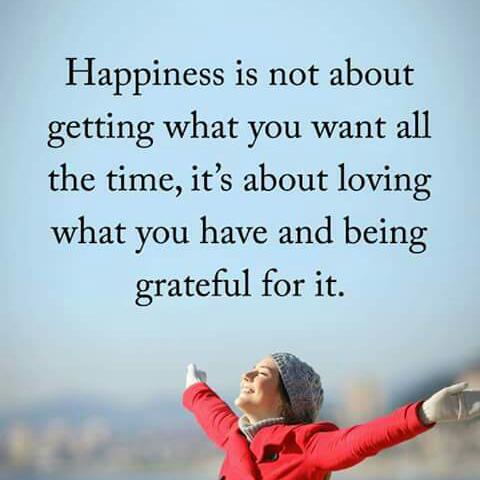 Happiness is not about
getting what you want all
the time, it’s about loving
what you have and being
grateful for it.